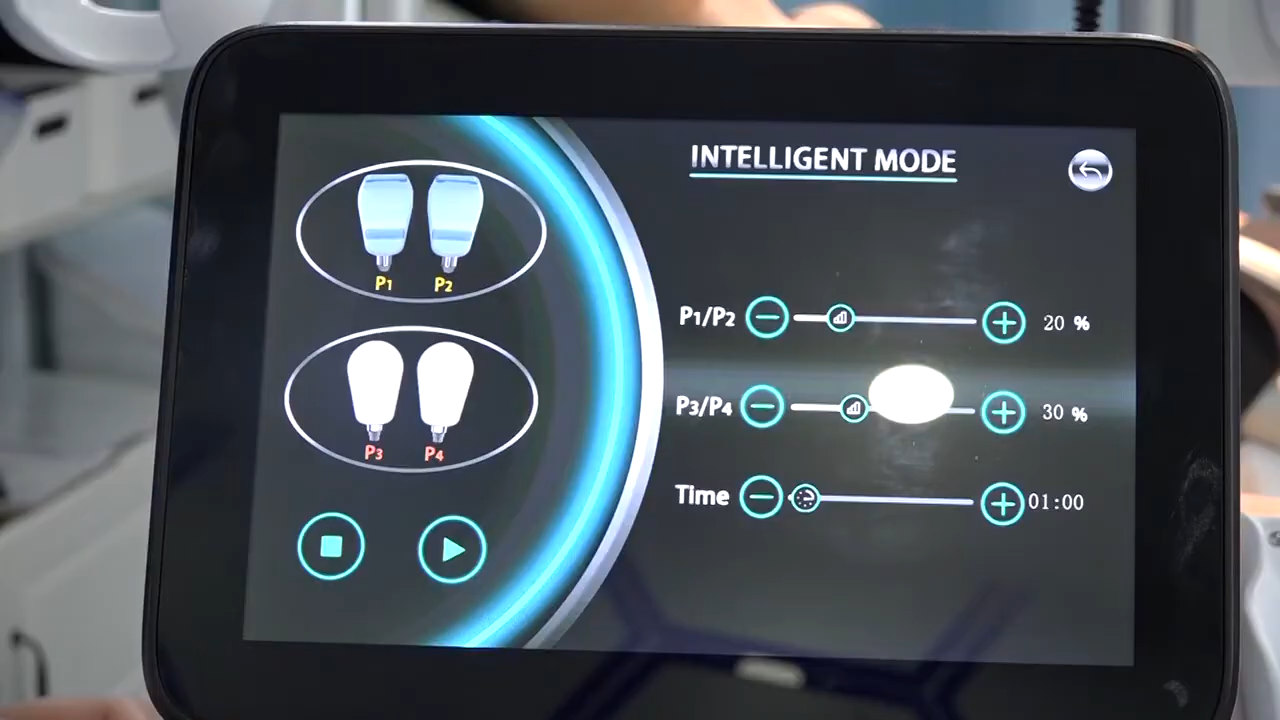 INTELLIGENT MODE
P1 P2
P3 P4
P1/P2 20 %
P3/P4 30 %
Time 01:00